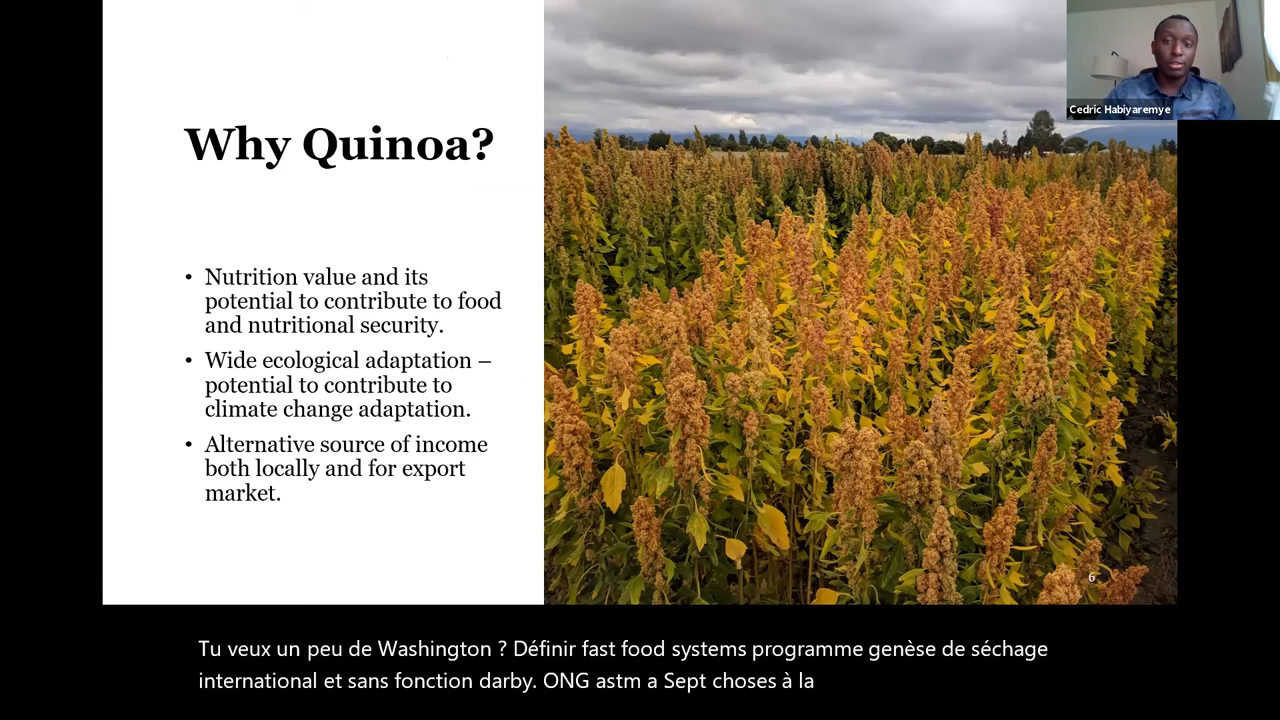 Why Quinoa?
• Nutrition value and its
potential to contribute to food
and nutritional security.
• Wide ecological adaptation –
potential to contribute to
climate change adaptation.
• Alternative source of income
both locally and for export
market.
Cedric Habiyaremye
6
Tu veux un peu de Washington ? Définir fast food systems programme genèse de séchage
international et sans fonction darby. ONG astm a Sept choses à la